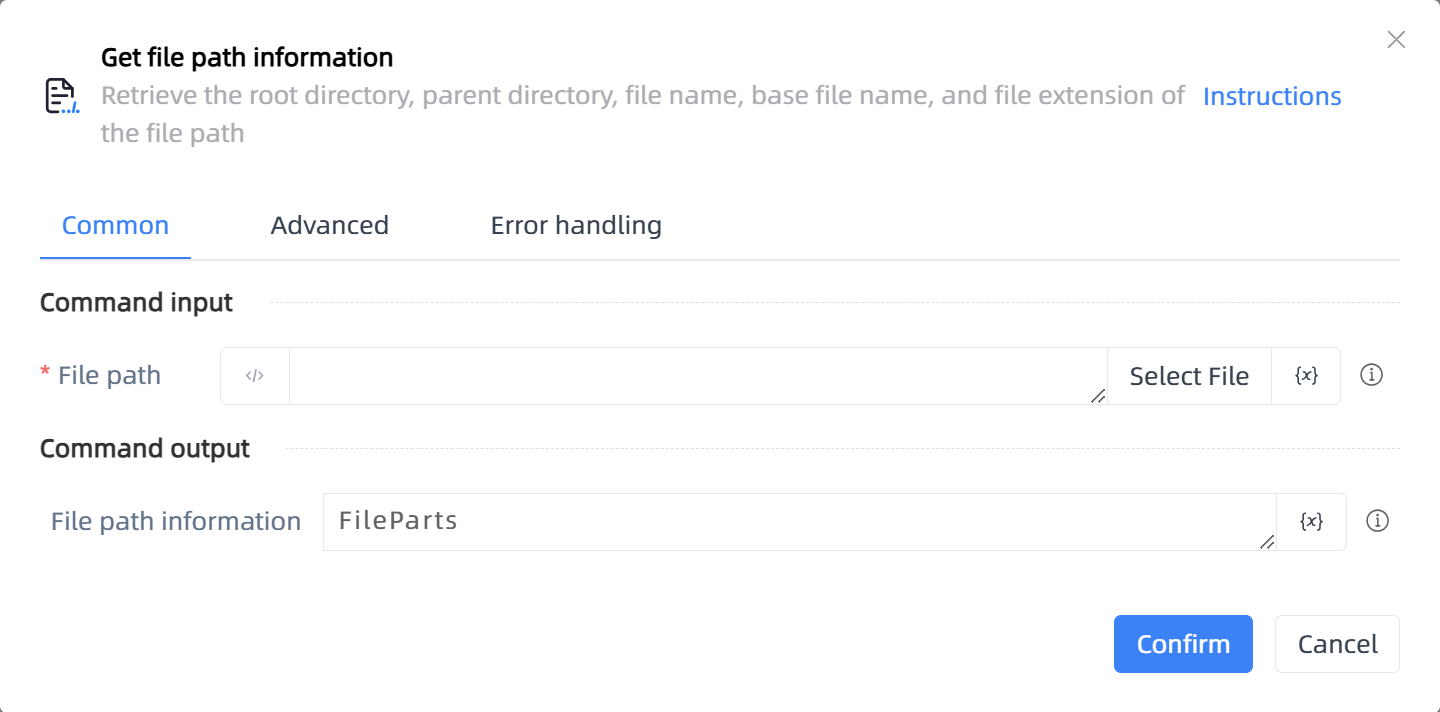 Get file path information
Retrieve the root directory, parent directory, file name, base file name, and file extension of Instructions
the file path
Common Advanced Error handling
Command input
* File path </> Select File {x}
Command output
File path information FileParts {x}
Confirm Cancel